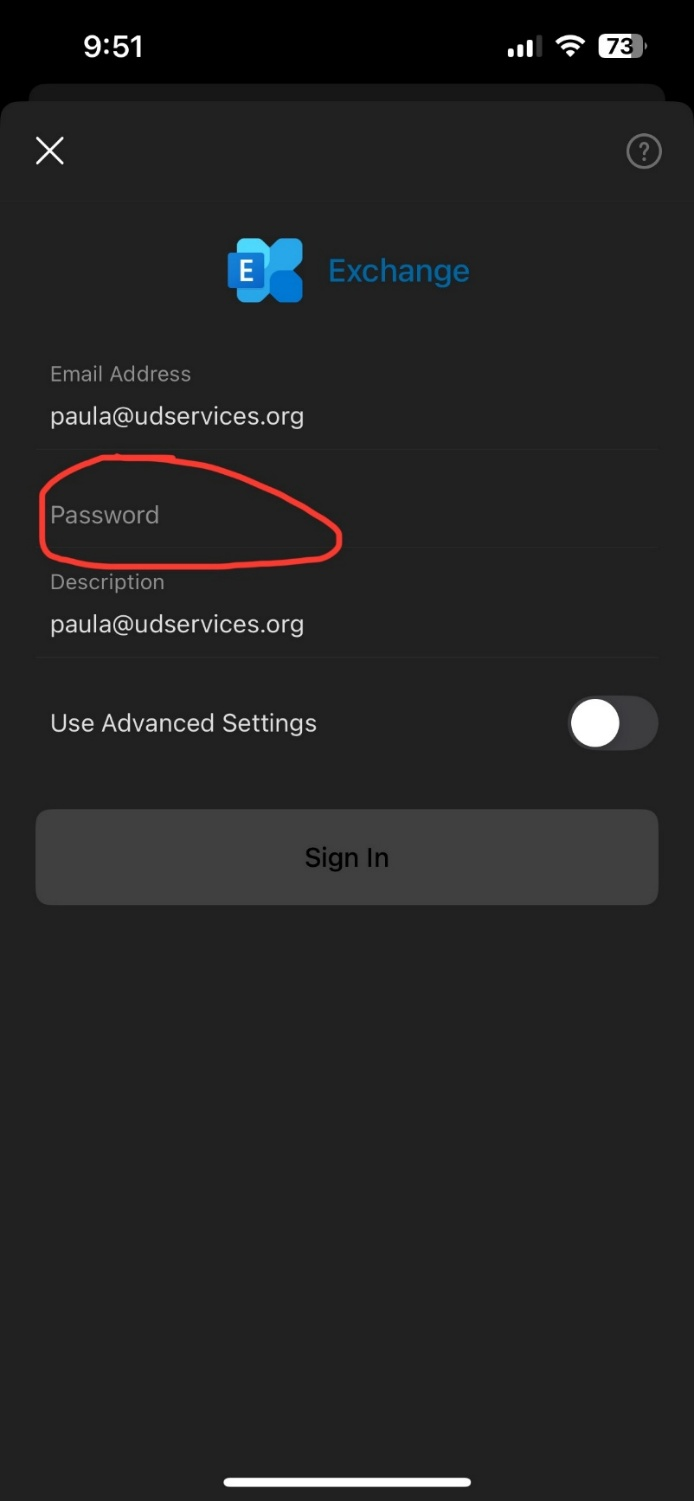 9:51
73
?
E Exchange
Email Address
paula@udservices.org
Password
Description
paula@udservices.org
Use Advanced Settings
Sign In